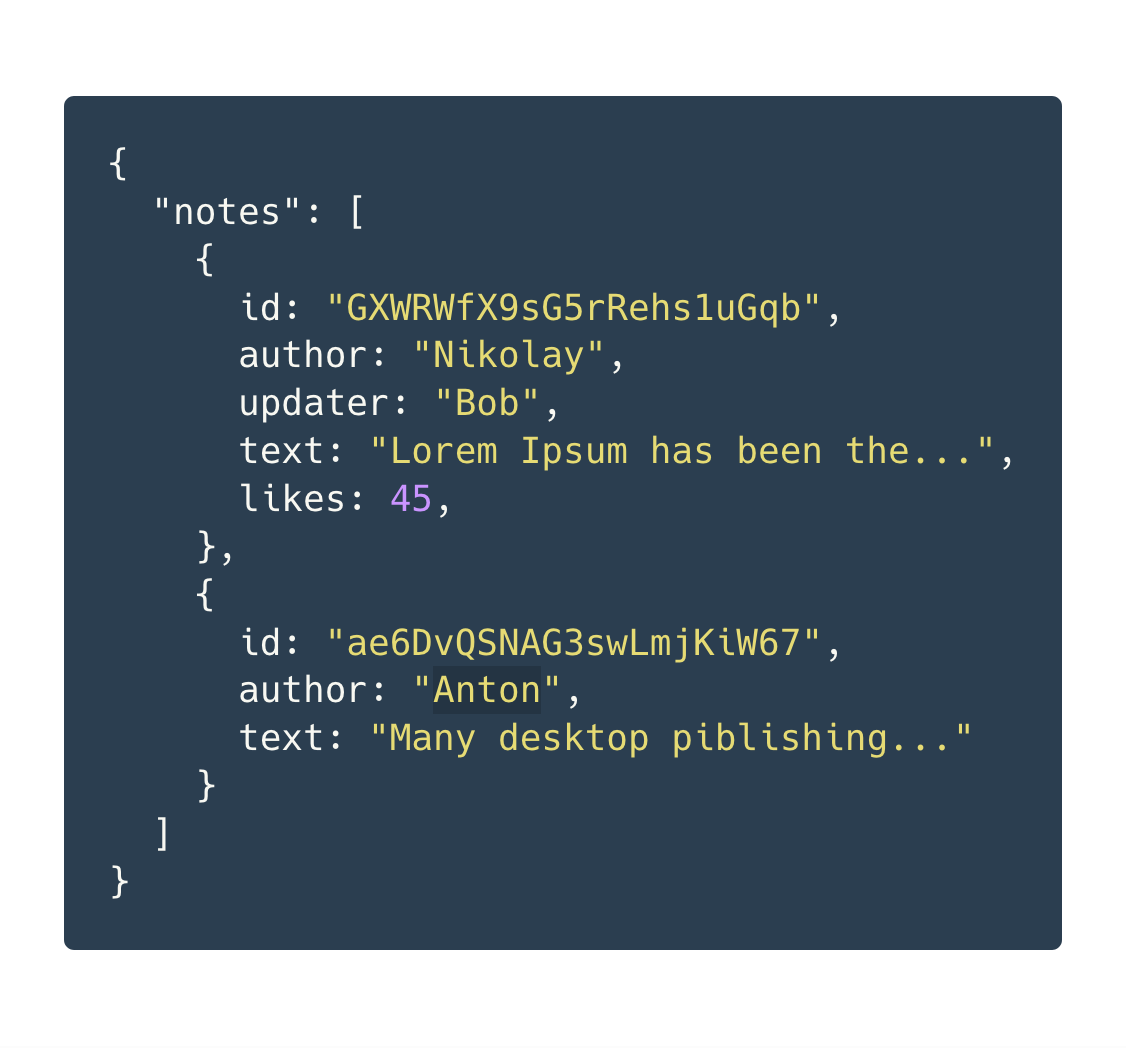 {
  "notes": [
    {
      id: "GXWRWfX9sG5rRehs1uGqb",
      author: "Nikolay",
      updater: "Bob",
      text: "Lorem Ipsum has been the...",
      likes: 45,
    },
    {
      id: "ae6DvQSNAG3swLmjKiW67",
      author: "Anton",
      text: "Many desktop piblishing..."
    }
  ]
}